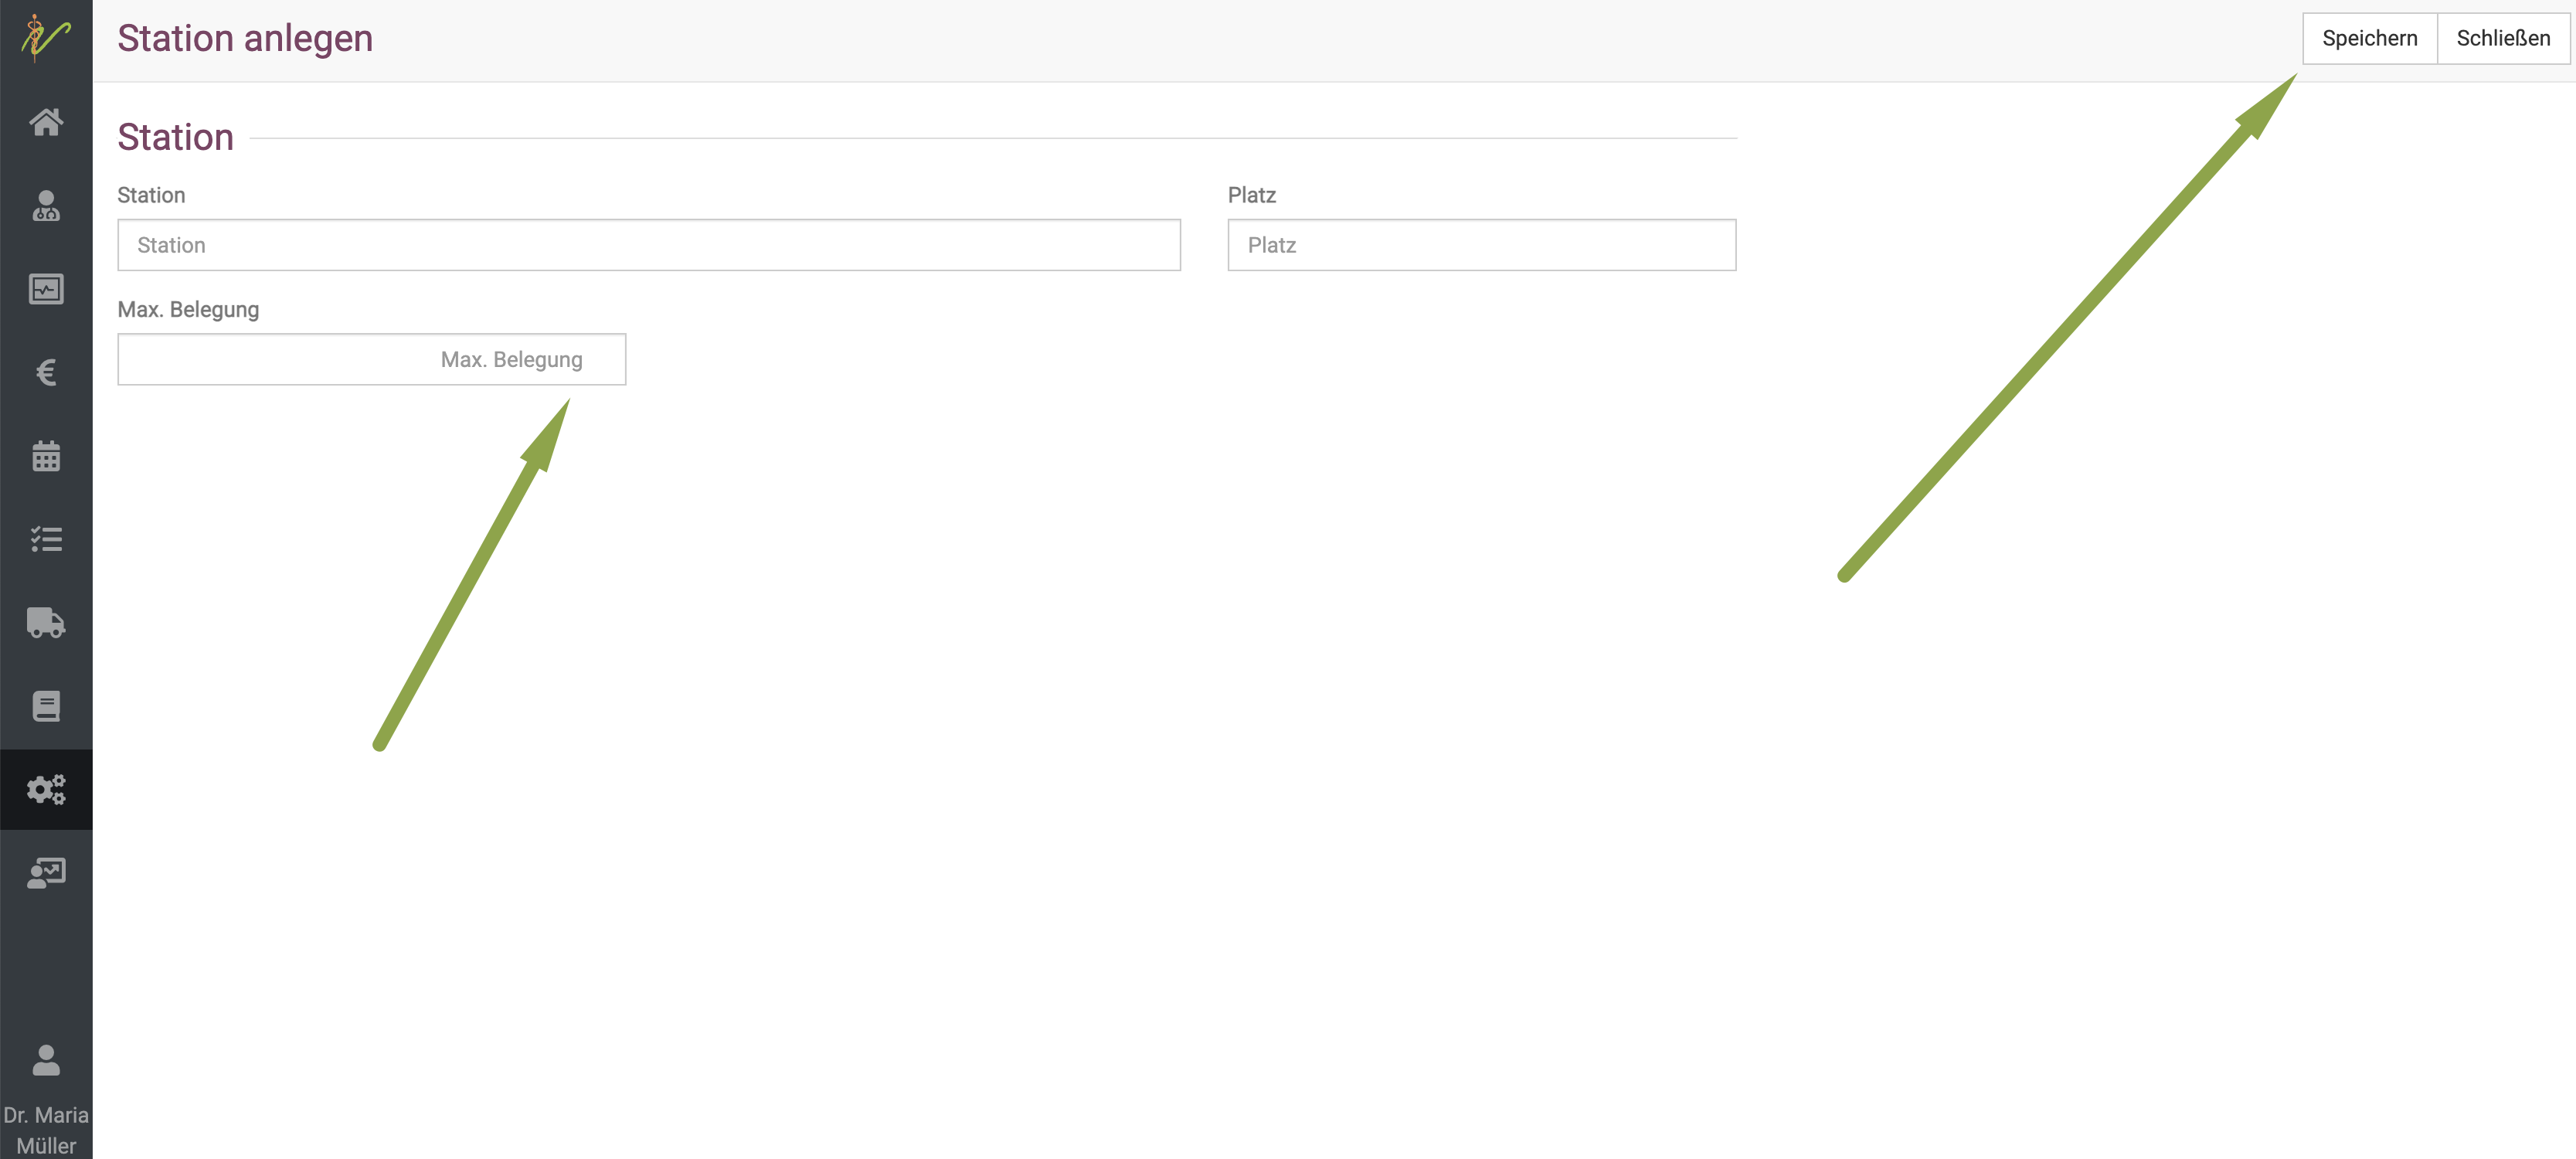 Station anlegen
Speichern
Schließen
Station
Station
Platz
Station
Platz
Max. Belegung
Max. Belegung
Dr. Maria
Müller